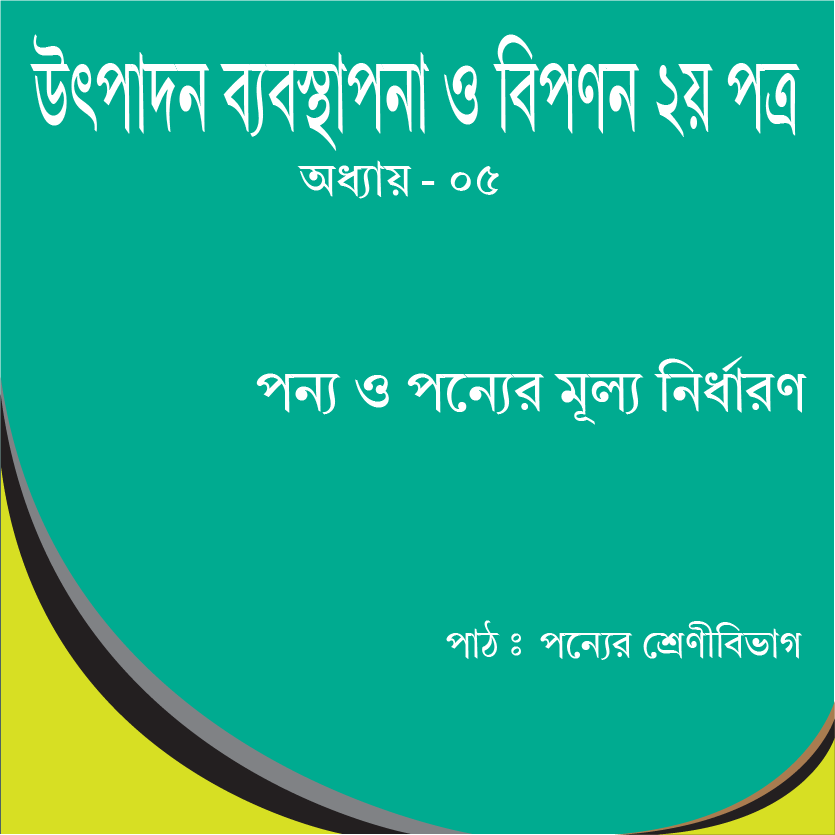 উৎপাদন ব্যবস্থাপনা ও বিপণন ২য় পত্র
অধ্যায় - ০৫
পন্য ও পন্যের মূল্য নির্ধারণ
পাঠ ঃ পন্যের শ্রেণীবিভাগ